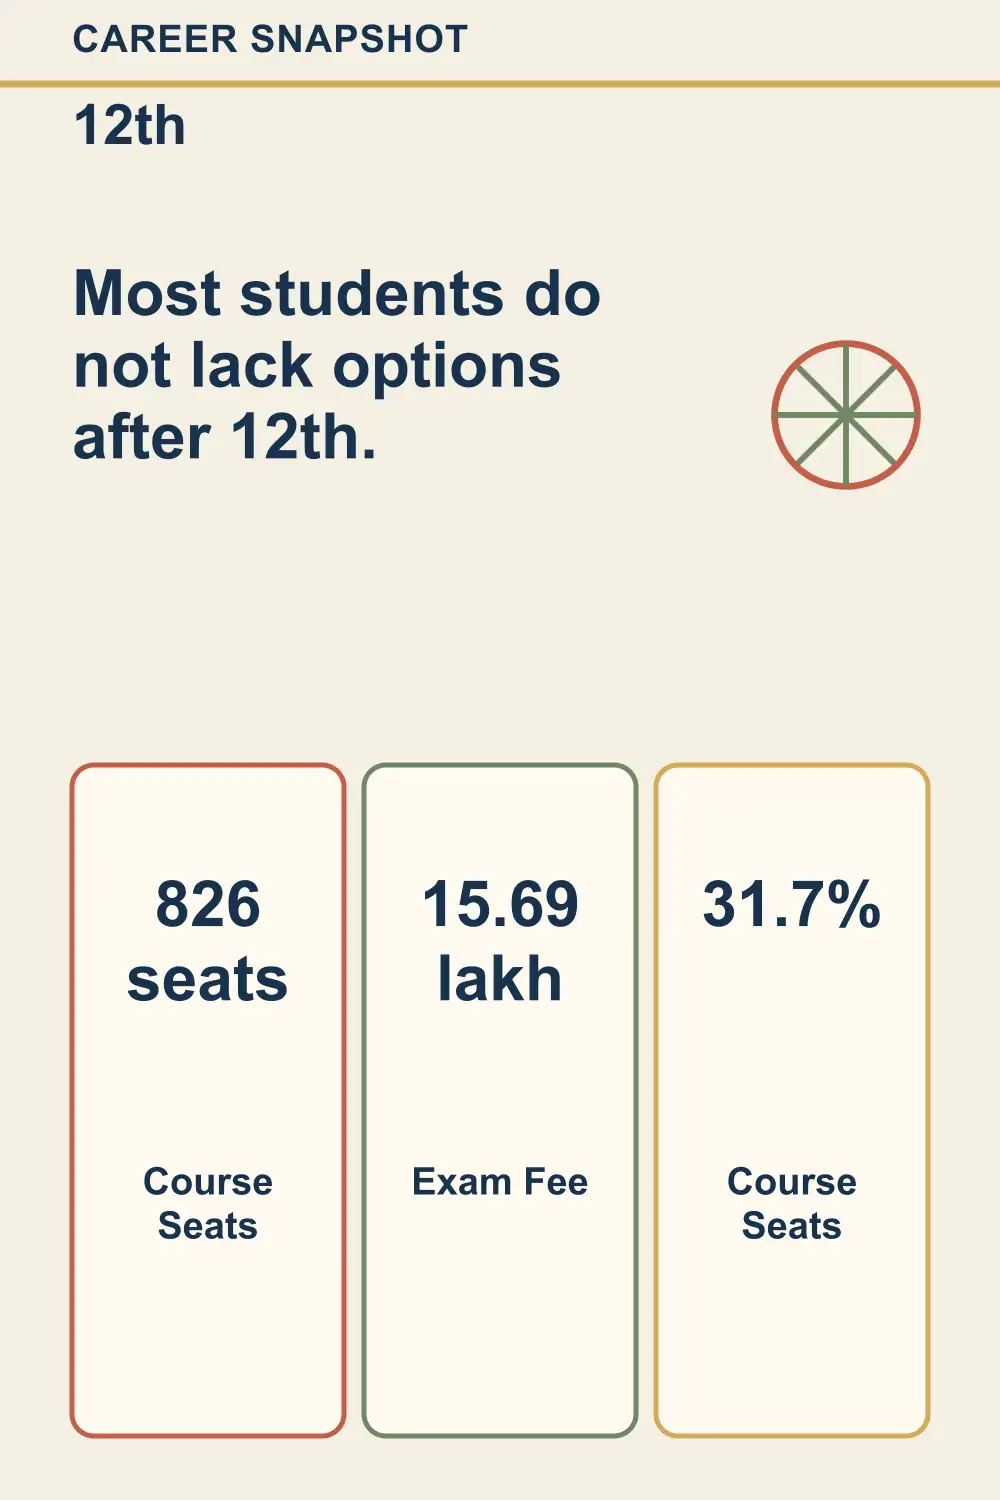 CAREER SNAPSHOT
12th
Most students do
not lack options
after 12th.
826
seats
Course
Seats
15.69
lakh
Exam Fee
31.7%
Course
Seats